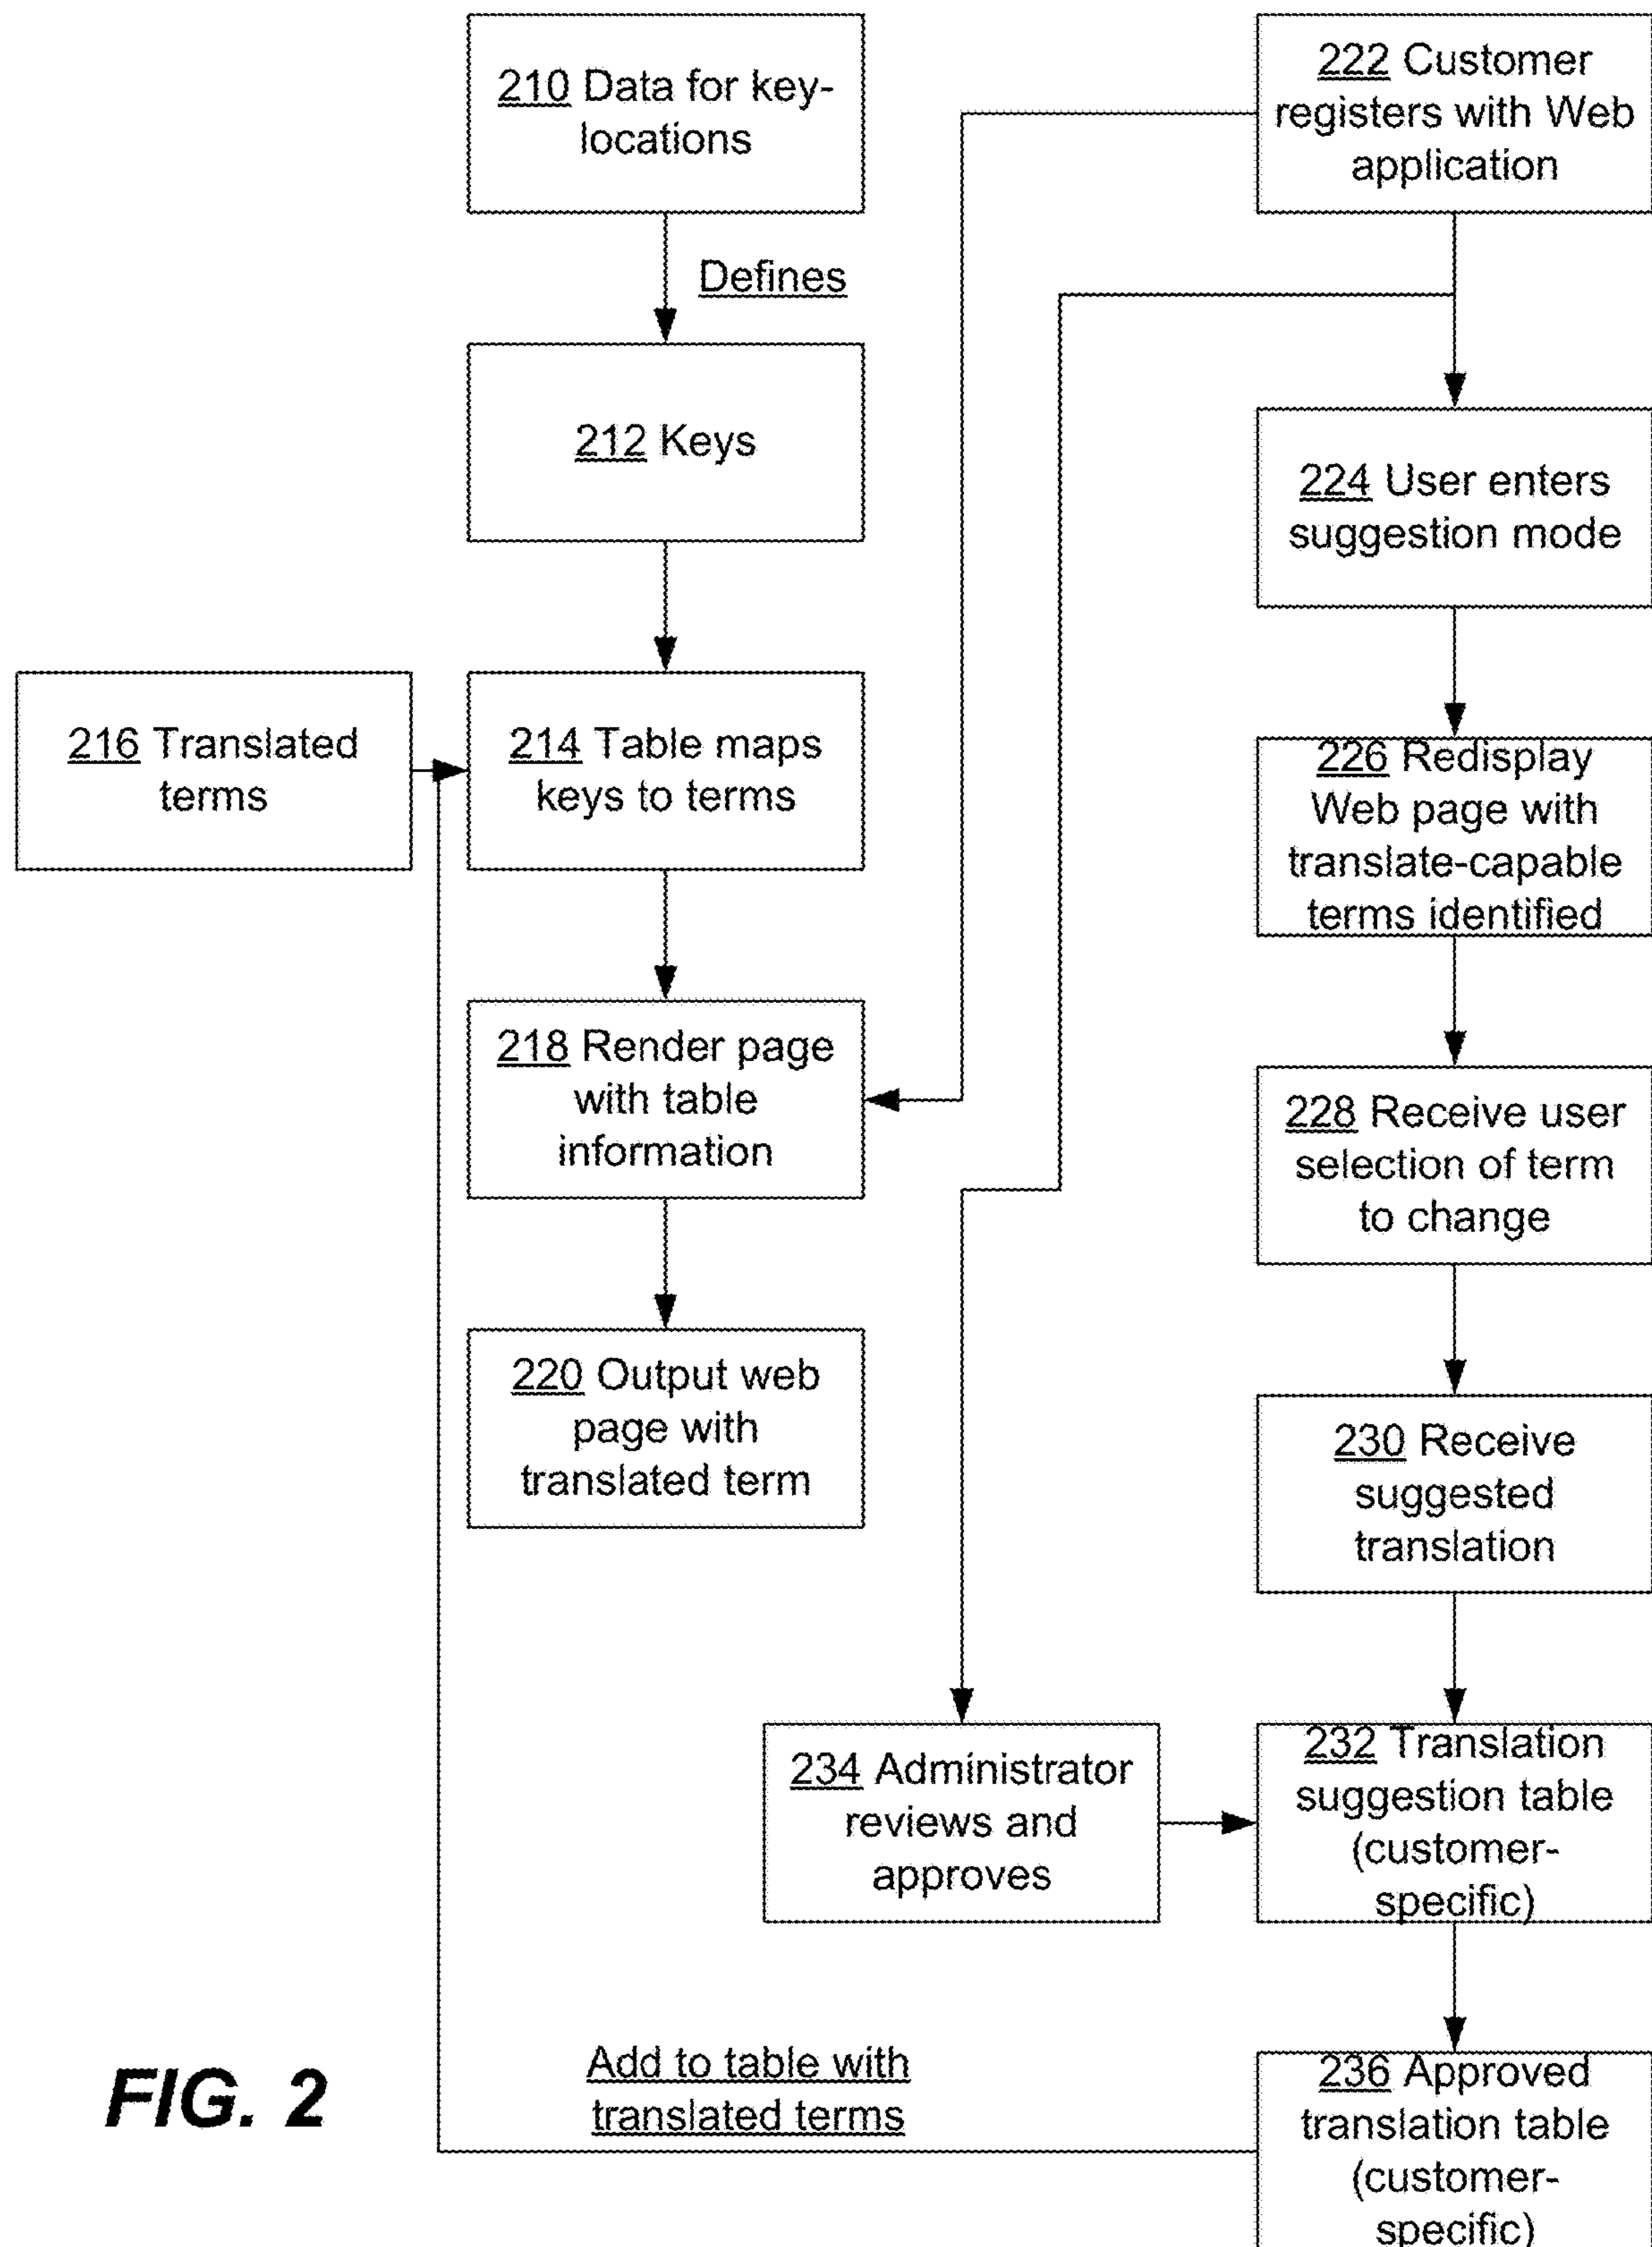 210 Data for key-
locations
Defines
212 Keys
216 Translated
terms
214 Table maps
keys to terms
218 Render page
with table
information
220 Output web
page with
translated term
222 Customer
registers with Web
application
224 User enters
suggestion mode
226 Redisplay
Web page with
translate-capable
terms identified
228 Receive user
selection of term
to change
230 Receive
suggested
translation
234 Administrator
reviews and
approves
232 Translation
suggestion table
(customer-
specific)
236 Approved
translation table
(customer-
specific)
Add to table with
translated terms
FIG. 2